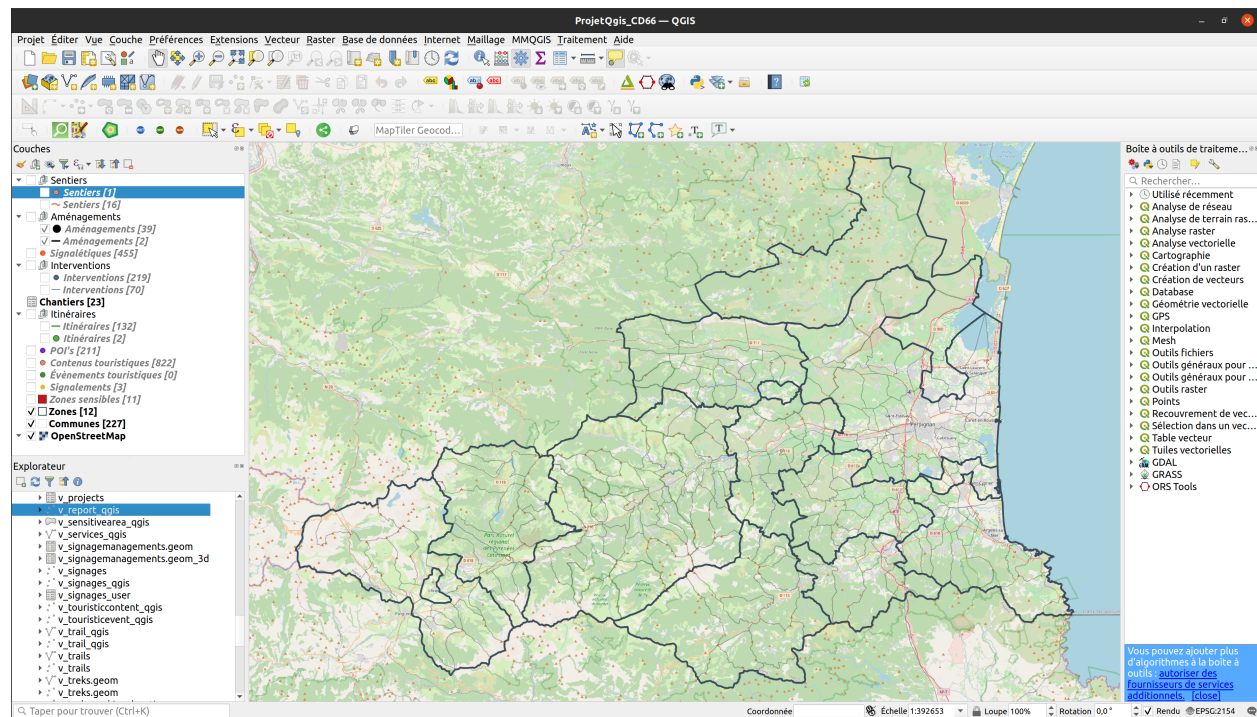 ProjetQgis_CD66 — QGIS
Projet Éditer Vue Couche Préférences Extensions Vecteur Raster Base de données Internet Maillage MMQGIS Traitement Aide
MapTiler Geocod...
Couches
Sentiers
Sentiers [1]
Sentiers [16]
Aménagements
Aménagements [39]
Aménagements [2]
Signalétiques [455]
Interventions
Interventions [219]
Interventions [70]
Chantiers [23]
Itinéraires
Itinéraires [132]
Itinéraires [2]
POI's [211]
Contenus touristiques [822]
Évènements touristiques [0]
Signalements [3]
Zones sensibles [11]
Zones [12]
Communes [227]
OpenStreetMap
Explorateur
v_projects
v_report_qgis
v_sensitivearea_qgis
v_services_qgis
v_signagemanagements.geom
v_signagemanagements.geom_3d
v_signages
v_signages_qgis
v_signages_user
v_touristiccontent_qgis
v_touristicevent_qgis
v_trail_qgis
v_trail_qgis
v_trails
v_trails
v_treks.geom
v_treks.geom
Perpignan
Parc naturel
régional
des Pyrénées
catalanes
Boîte à outils de traiteme...
Rechercher...
Utilisé récemment
Analyse de réseau
Analyse de terrain ras...
Analyse raster
Analyse vectorielle
Cartographie
Création d'un raster
Création de vecteurs
Database
Géométrie vectorielle
GPS
Interpolation
Mesh
Outils fichiers
Outils généraux pour ...
Outils généraux pour ...
Outils raster
Points
Recouvrement de vec...
Sélection dans un vec...
Table vecteur
Tuiles vectorielles
GDAL
GRASS
ORS Tools
Vous pouvez ajouter plus
d'algorithmes à la boîte à
outils : autoriser des
fournisseurs de services
additionnels. [close]
Taper pour trouver (Ctrl+K)
Coordonnée
Échelle 1:392653
Loupe 100%
Rotation 0,0 °
Rendu
EPSG:2154